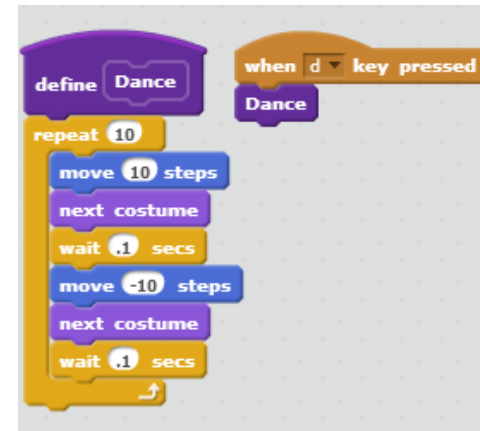 define Dance
repeat 10
move 10 steps
next costume
wait .1 secs
move -10 steps
next costume
wait .1 secs
when d key pressed
Dance